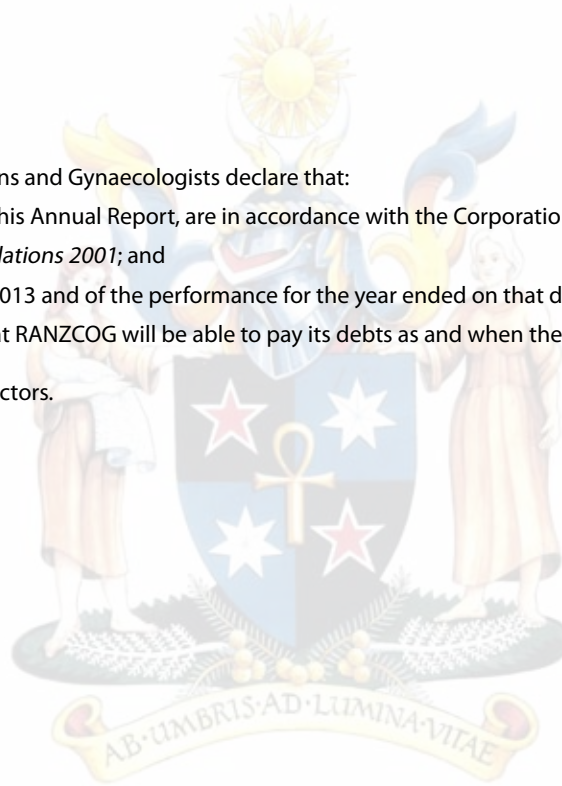 ns and Gynaecologists declare that:
his Annual Report, are in accordance with the Corporatio
lations 2001; and
013 and of the performance for the year ended on that d
t RANZCOG will be able to pay its debts as and when the
ctors.
AB·UMBRIS·AD·LUMINA·VITAE